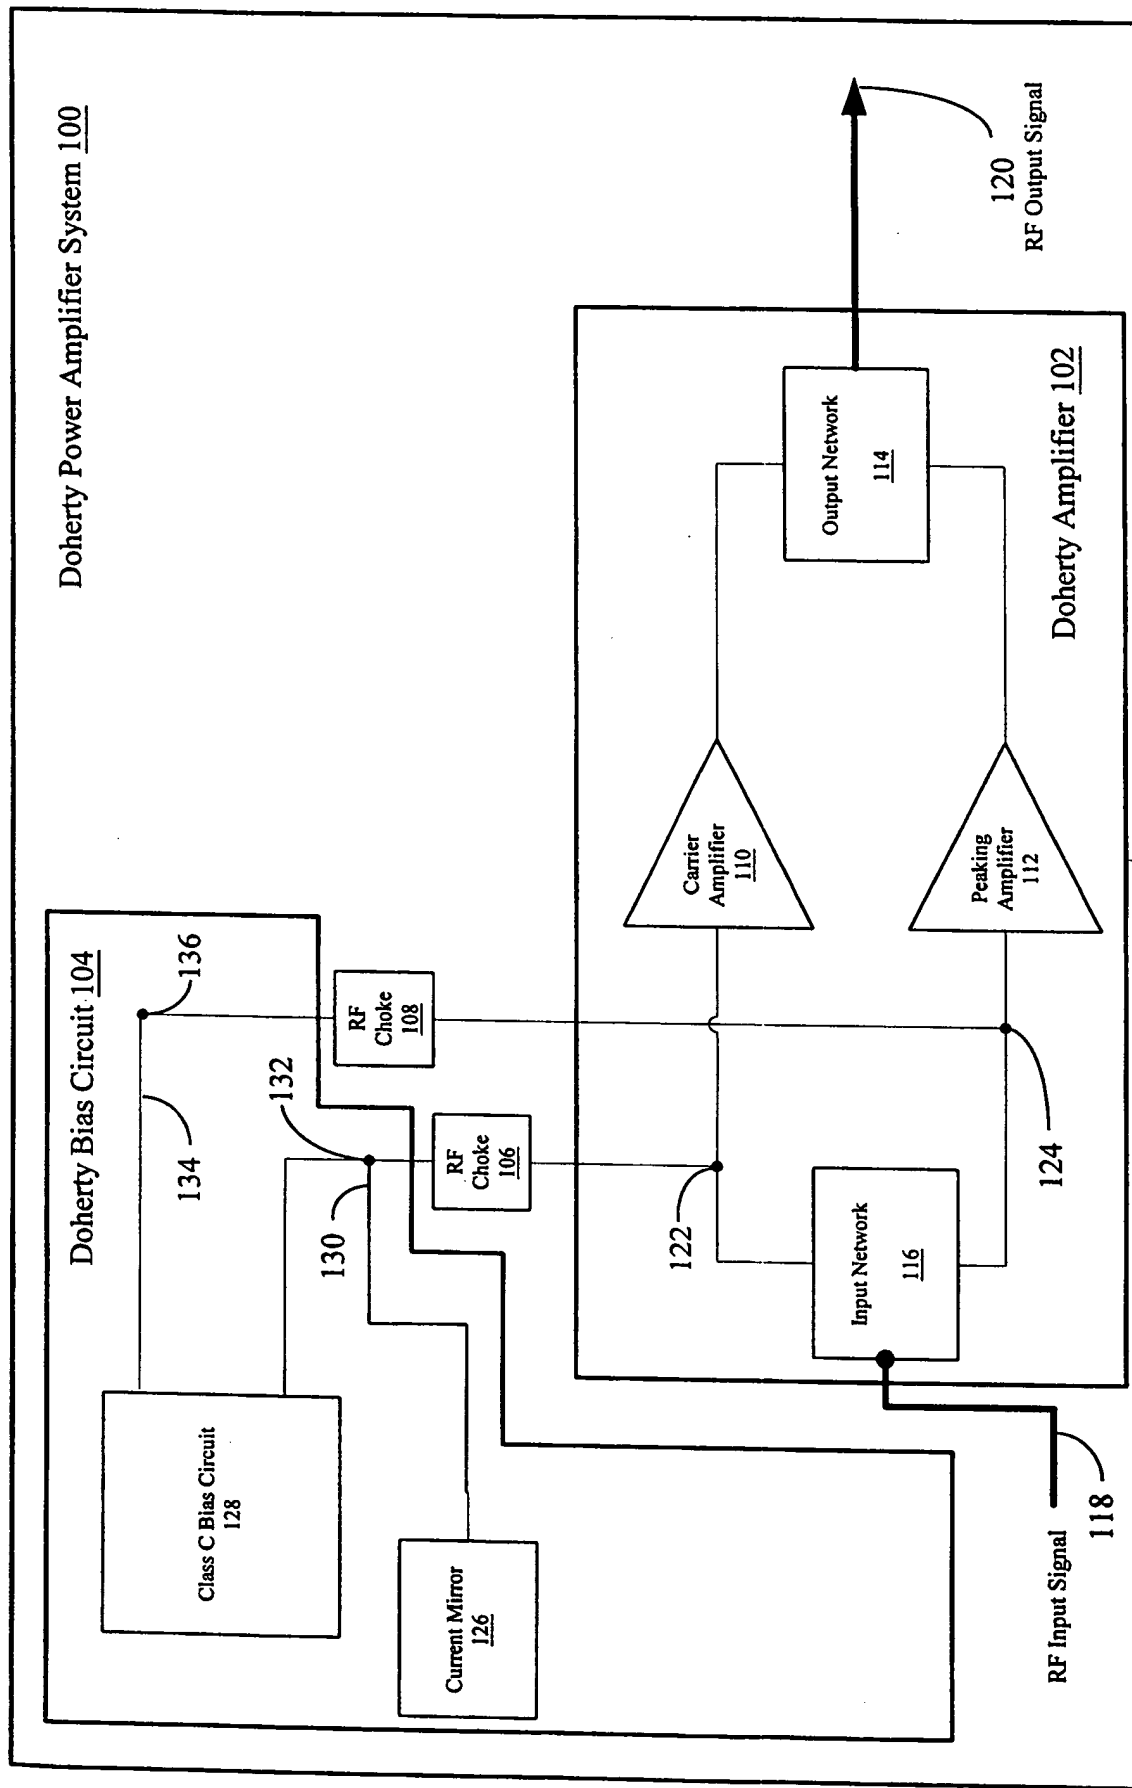 Doherty Power Amplifier System 100
Doherty Bias Circuit 104
Class C Bias Circuit
128
Current Mirror
126
134
136
130
132
RF
Choke
108
RF
Choke
106
122
124
Input Network
116
Carrier
Amplifier
110
Peaking
Amplifier
112
Output Network
114
Doherty Amplifier 102
RF Input Signal
118
120
RF Output Signal